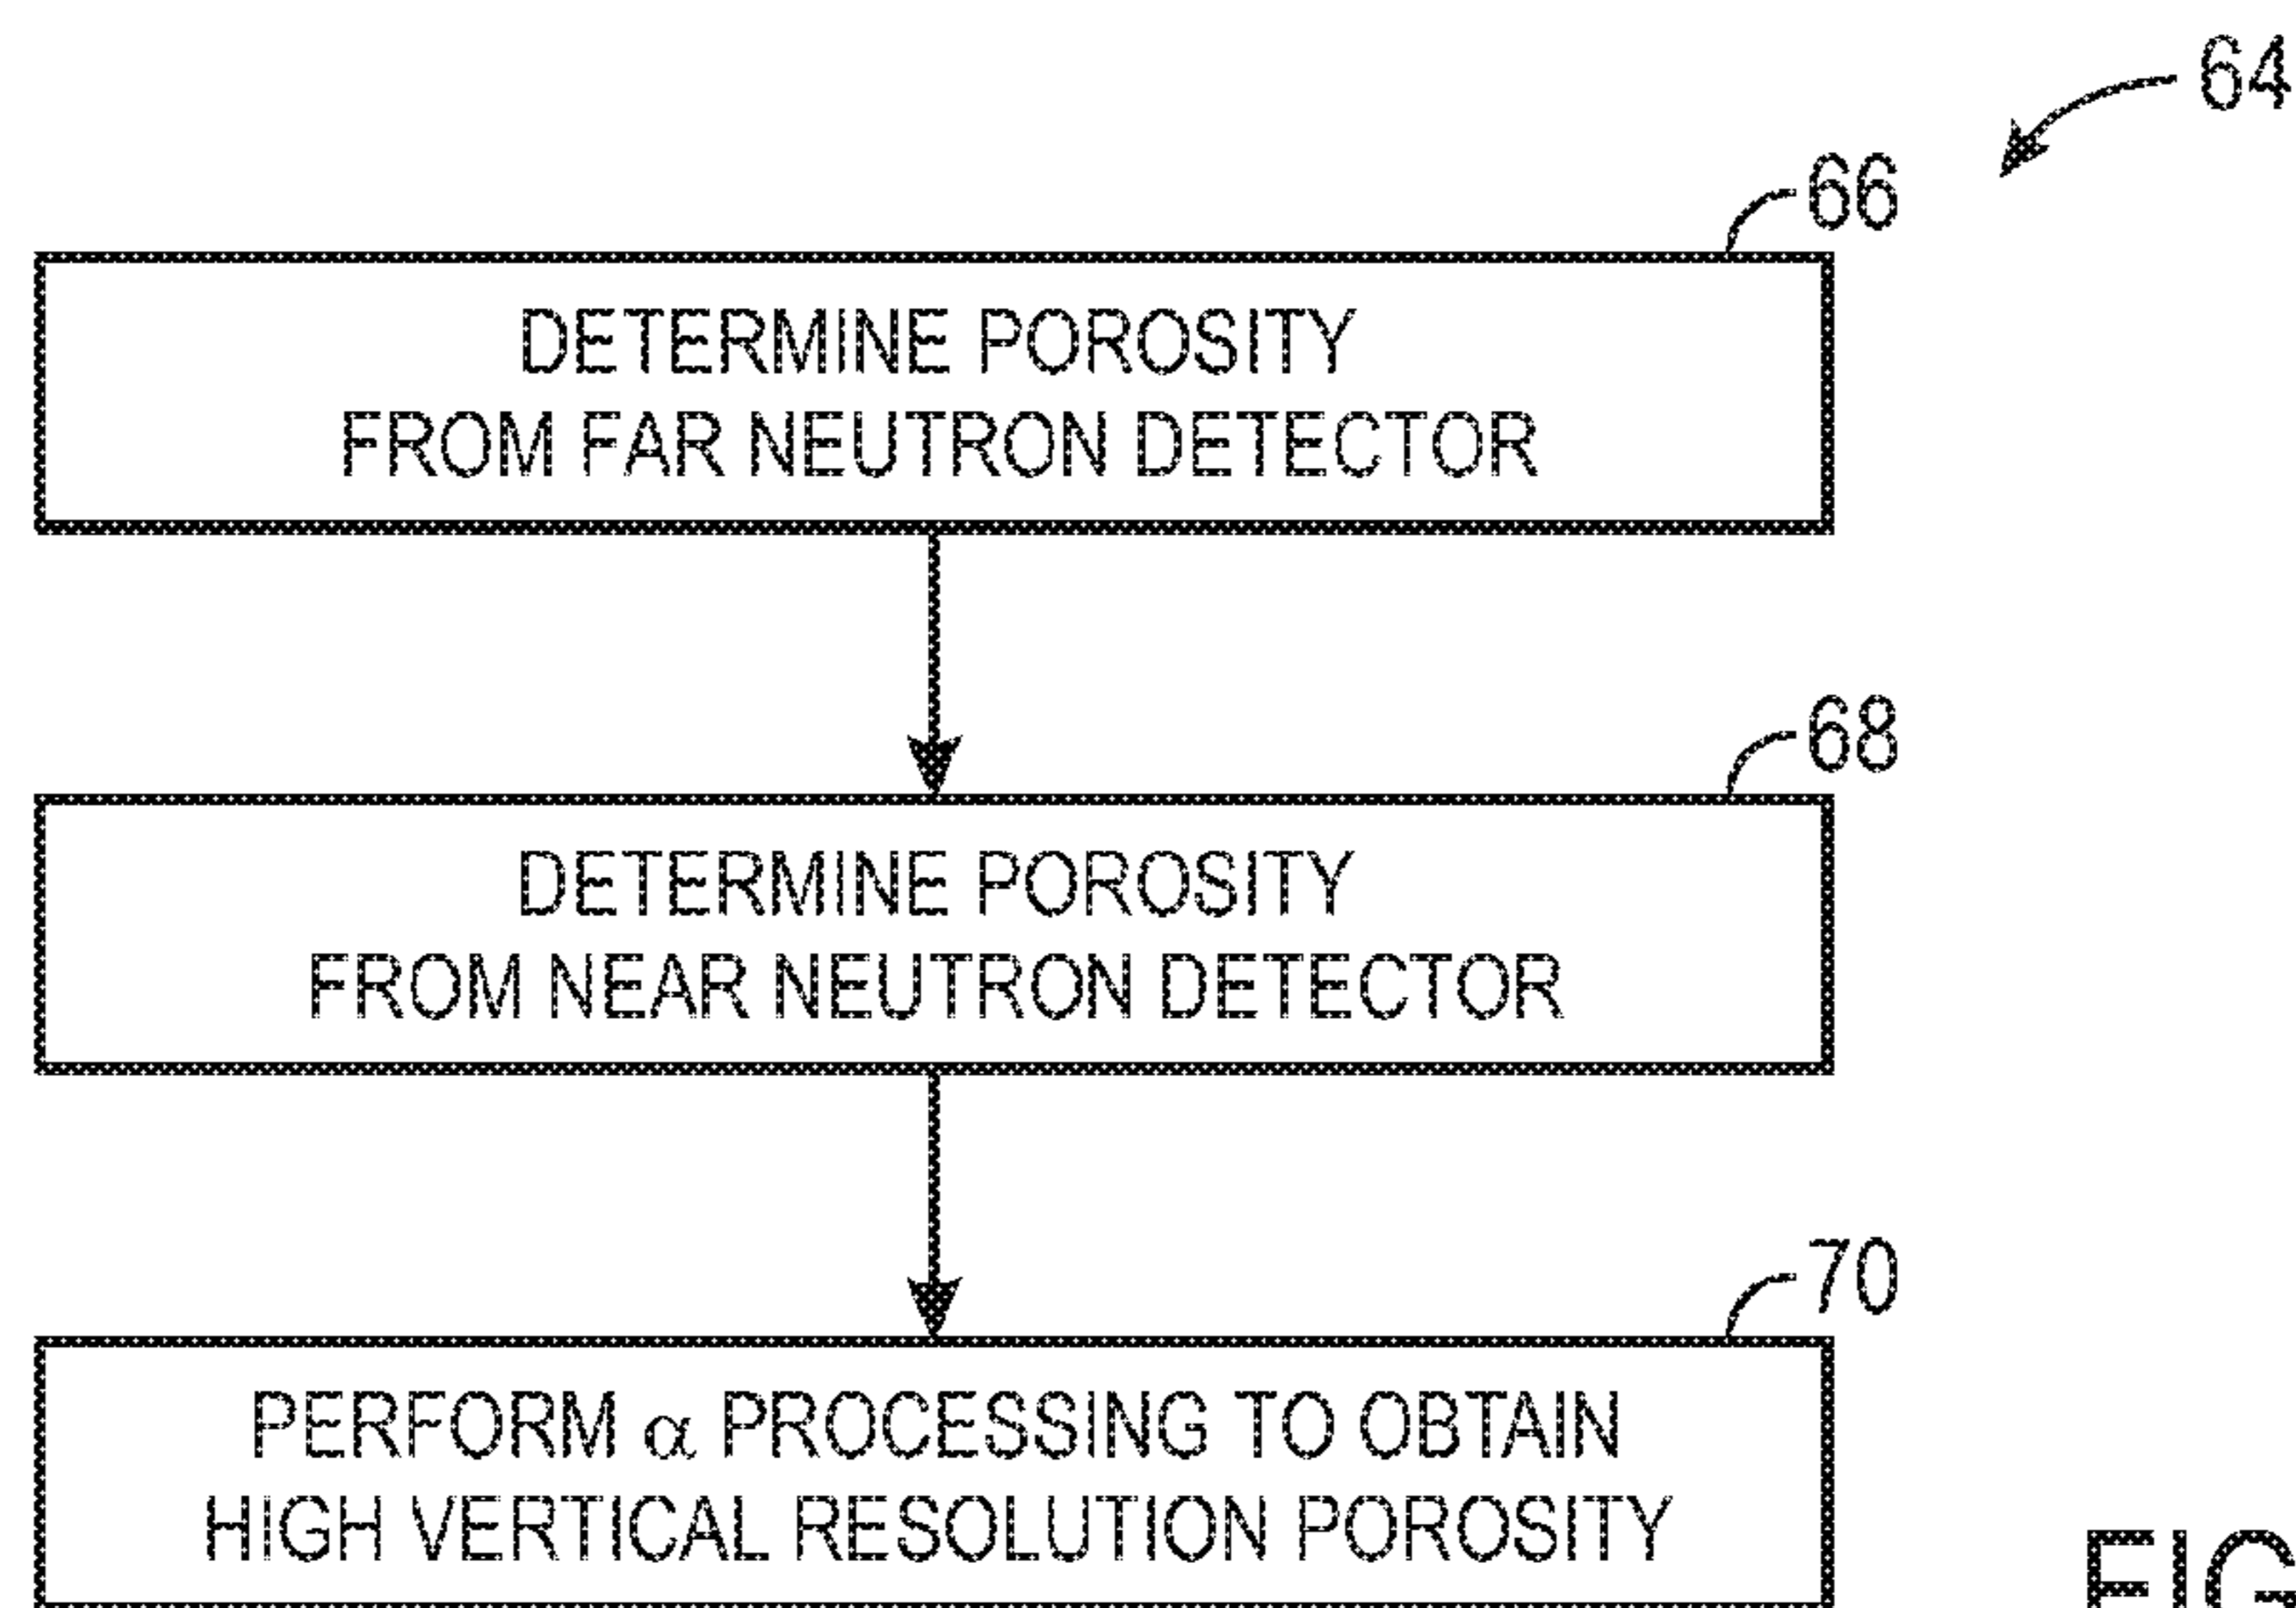 64
66
DETERMINE POROSITY
FROM FAR NEUTRON DETECTOR
68
DETERMINE POROSITY
FROM NEAR NEUTRON DETECTOR
70
PERFORM α PROCESSING TO OBTAIN
HIGH VERTICAL RESOLUTION POROSITY
FIG